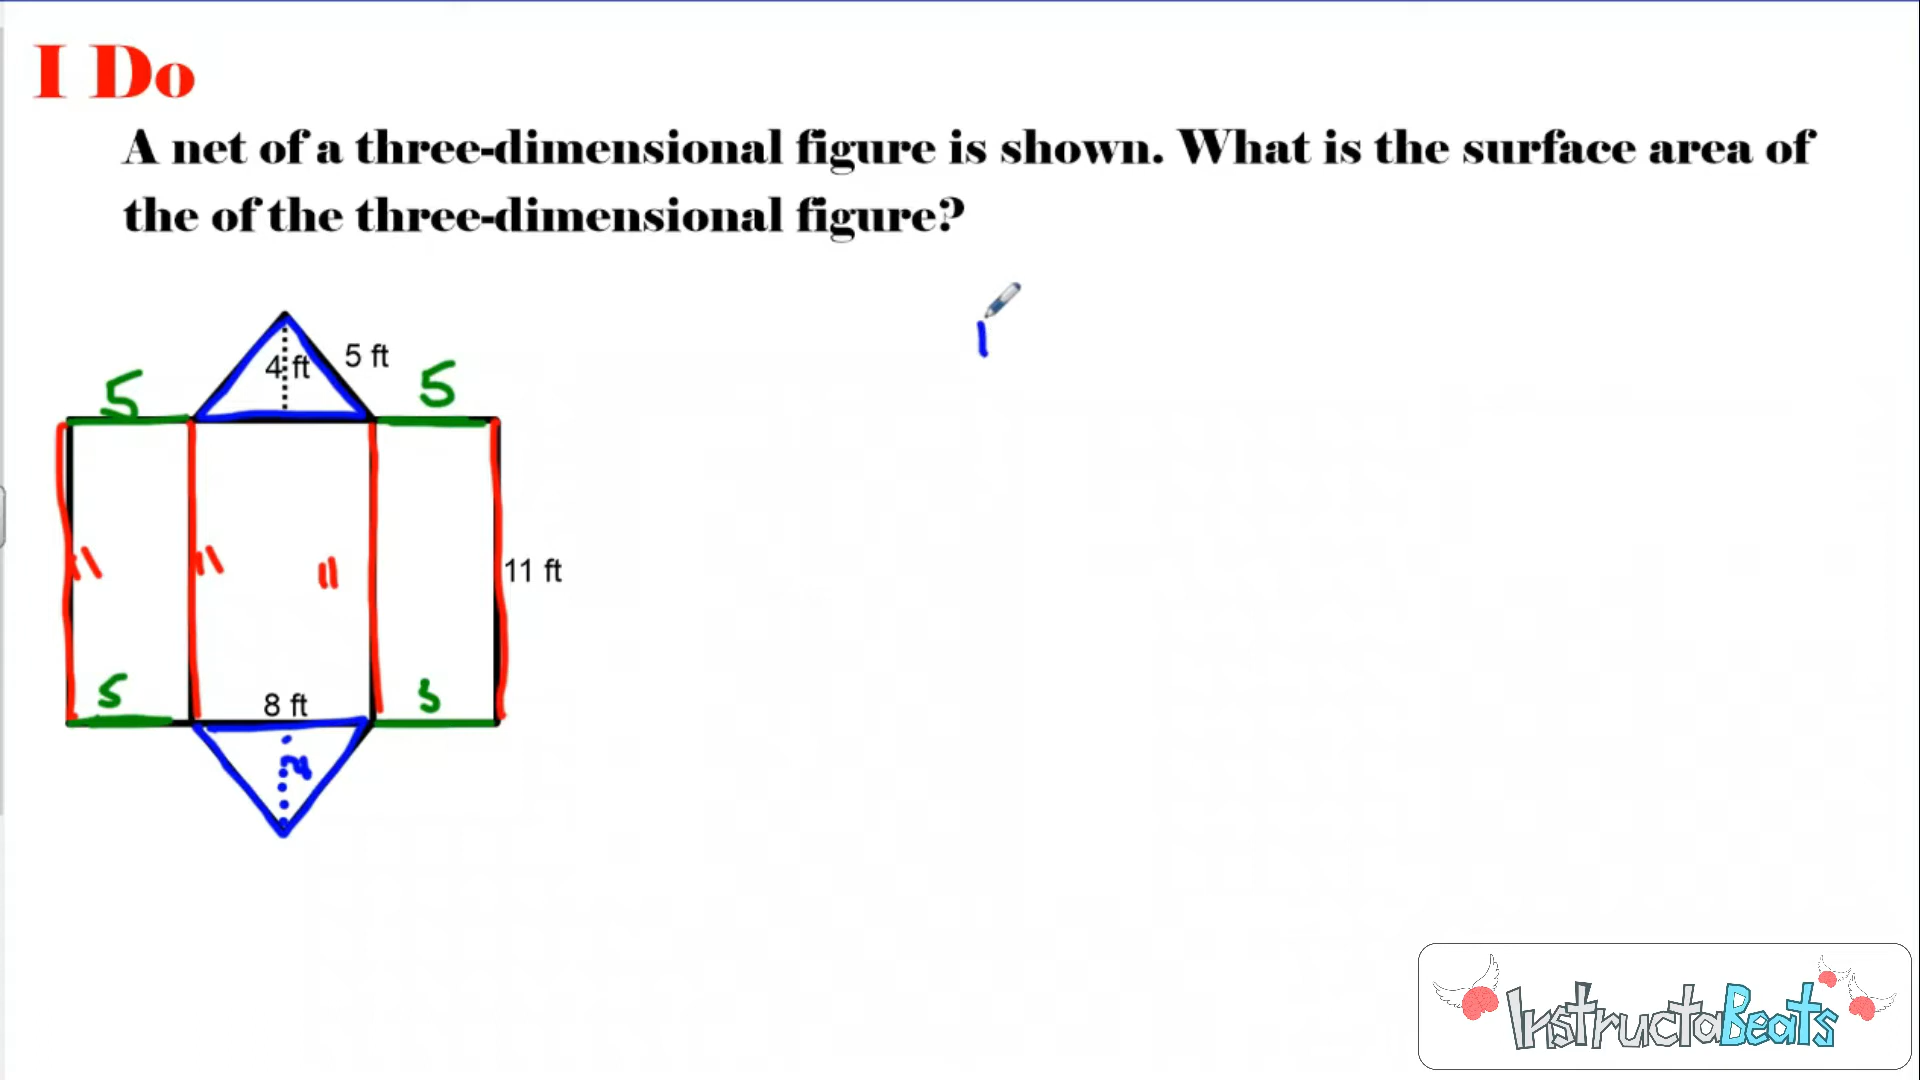 I Do
A net of a three-dimensional figure is shown. What is the surface area of
the of the three-dimensional figure?
4 ft
5 ft
5
5
11
11
11
11 ft
5
8 ft
5
InstructaBeats